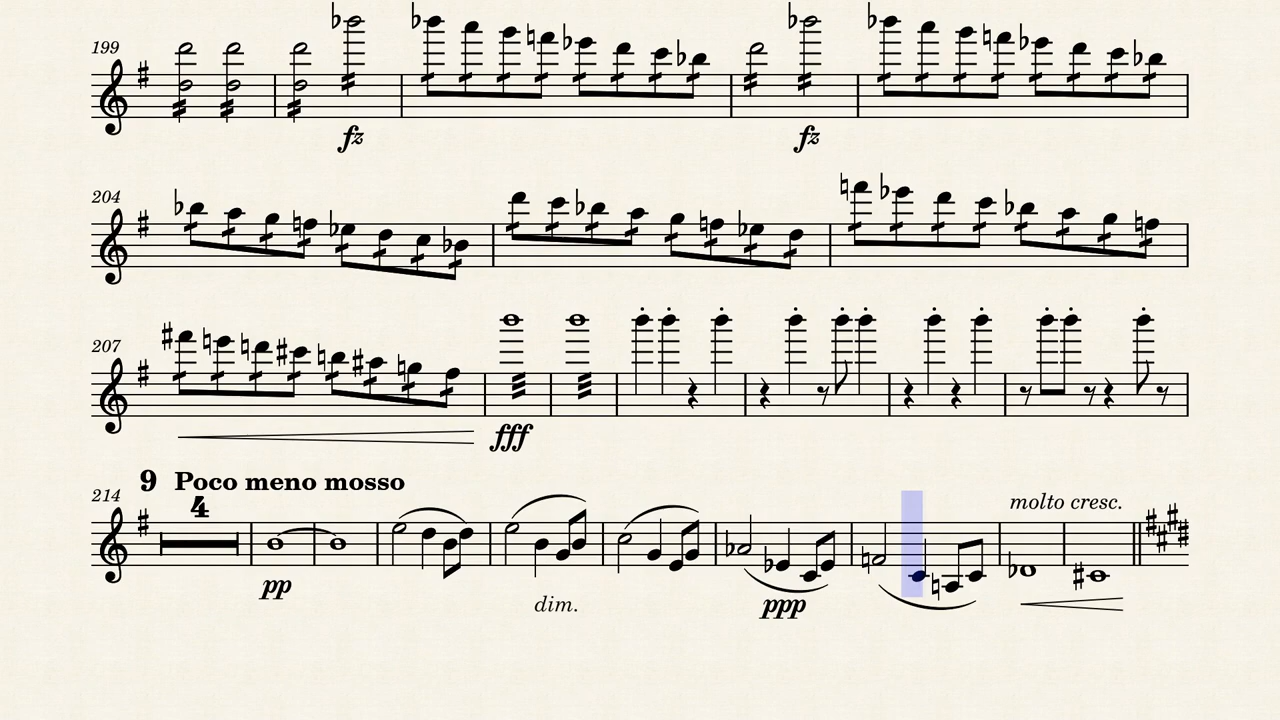 199
fz fz
204
207
fff
9 Poco meno mosso
214 4 molto cresc.
pp dim. ppp